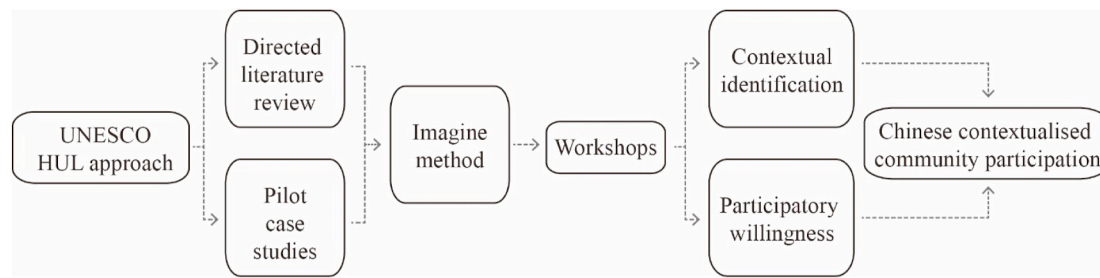 UNESCO
HUL approach
Directed
literature
review
Pilot
case
studies
Imagine
method
Workshops
Contextual
identification
Participatory
willingness
Chinese contextualised
community participation